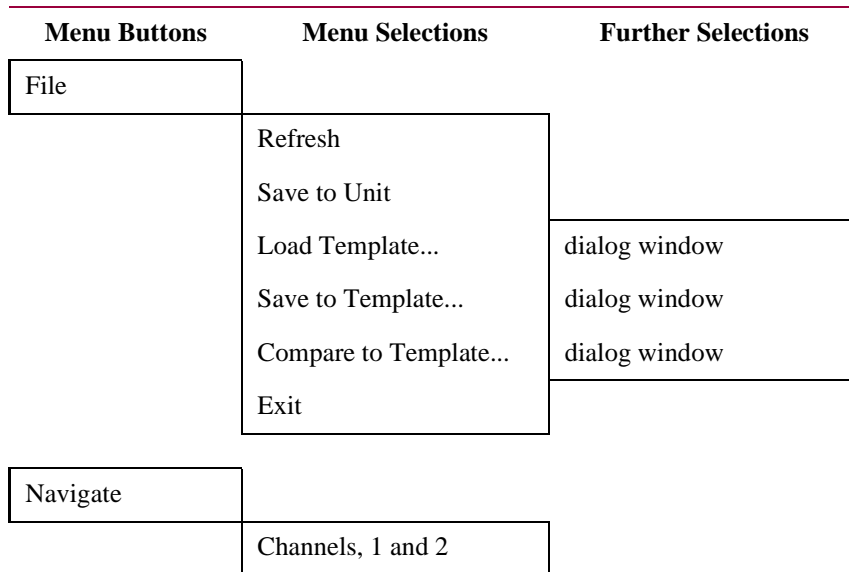 Menu Buttons Menu Selections Further Selections
File
Refresh
Save to Unit
Load Template... dialog window
Save to Template... dialog window
Compare to Template... dialog window
Exit
Navigate
Channels, 1 and 2